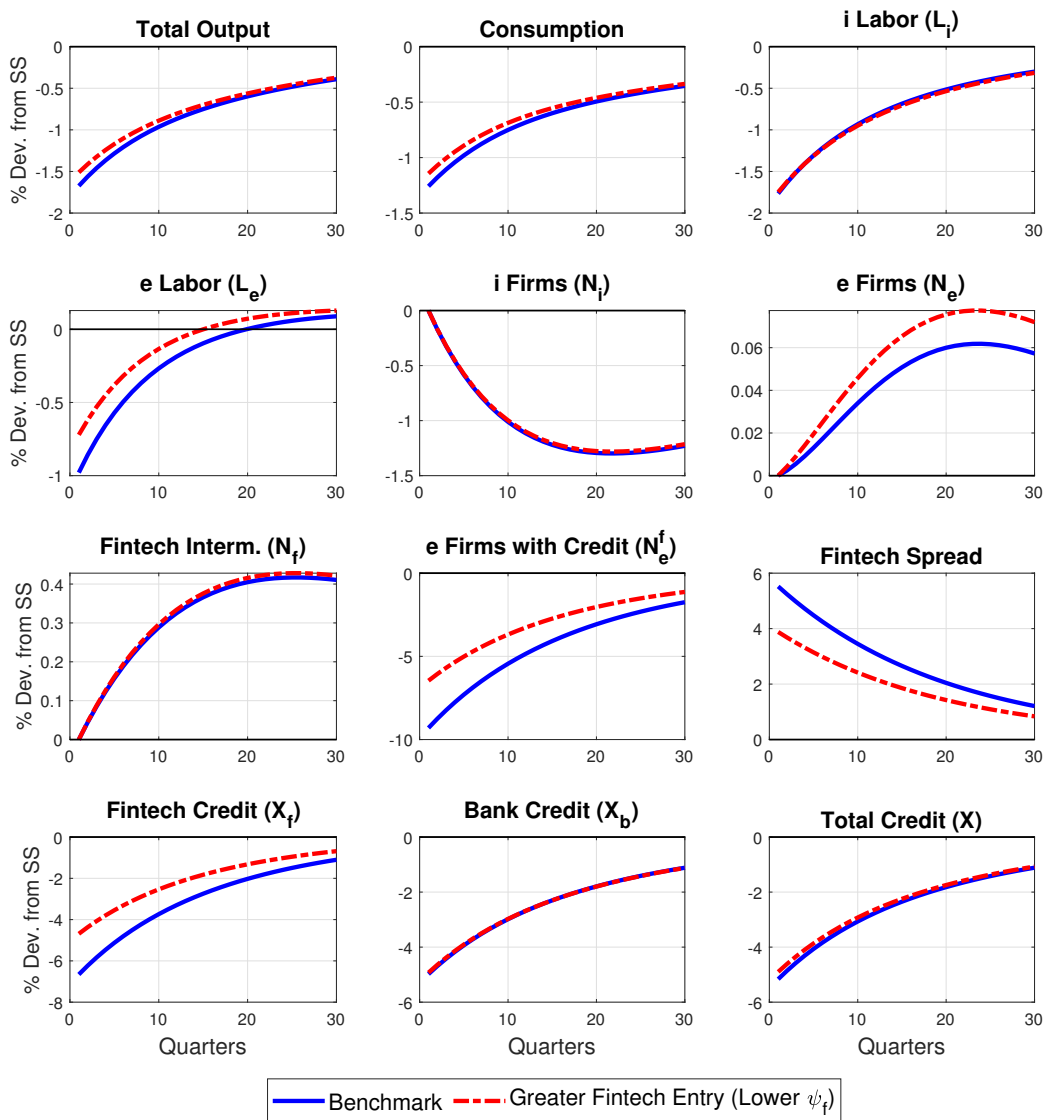 Total Output
Consumption
i Labor (L_i)
% Dev. from SS
0
-0.5
-1
-1.5
-2
0 10 20 30
0
-0.5
-1
-1.5
0 10 20 30
0
-0.5
-1
-1.5
-2
0 10 20 30
e Labor (L_e)
i Firms (N_i)
e Firms (N_e)
% Dev. from SS
0
-0.5
-1
0 10 20 30
0
-0.5
-1
-1.5
0 10 20 30
0.06
0.04
0.02
0
0 10 20 30
Fintech Interm. (N_f)
e Firms with Credit (N_e^f)
Fintech Spread
% Dev. from SS
0.4
0.3
0.2
0.1
0
0 10 20 30
0
-5
-10
0 10 20 30
6
4
2
0
0 10 20 30
Fintech Credit (X_f)
Bank Credit (X_b)
Total Credit (X)
% Dev. from SS
0
-2
-4
-6
-8
0 10 20 30
Quarters
0
-2
-4
-6
0 10 20 30
Quarters
0
-2
-4
-6
0 10 20 30
Quarters
Benchmark
Greater Fintech Entry (Lower ψ_f)